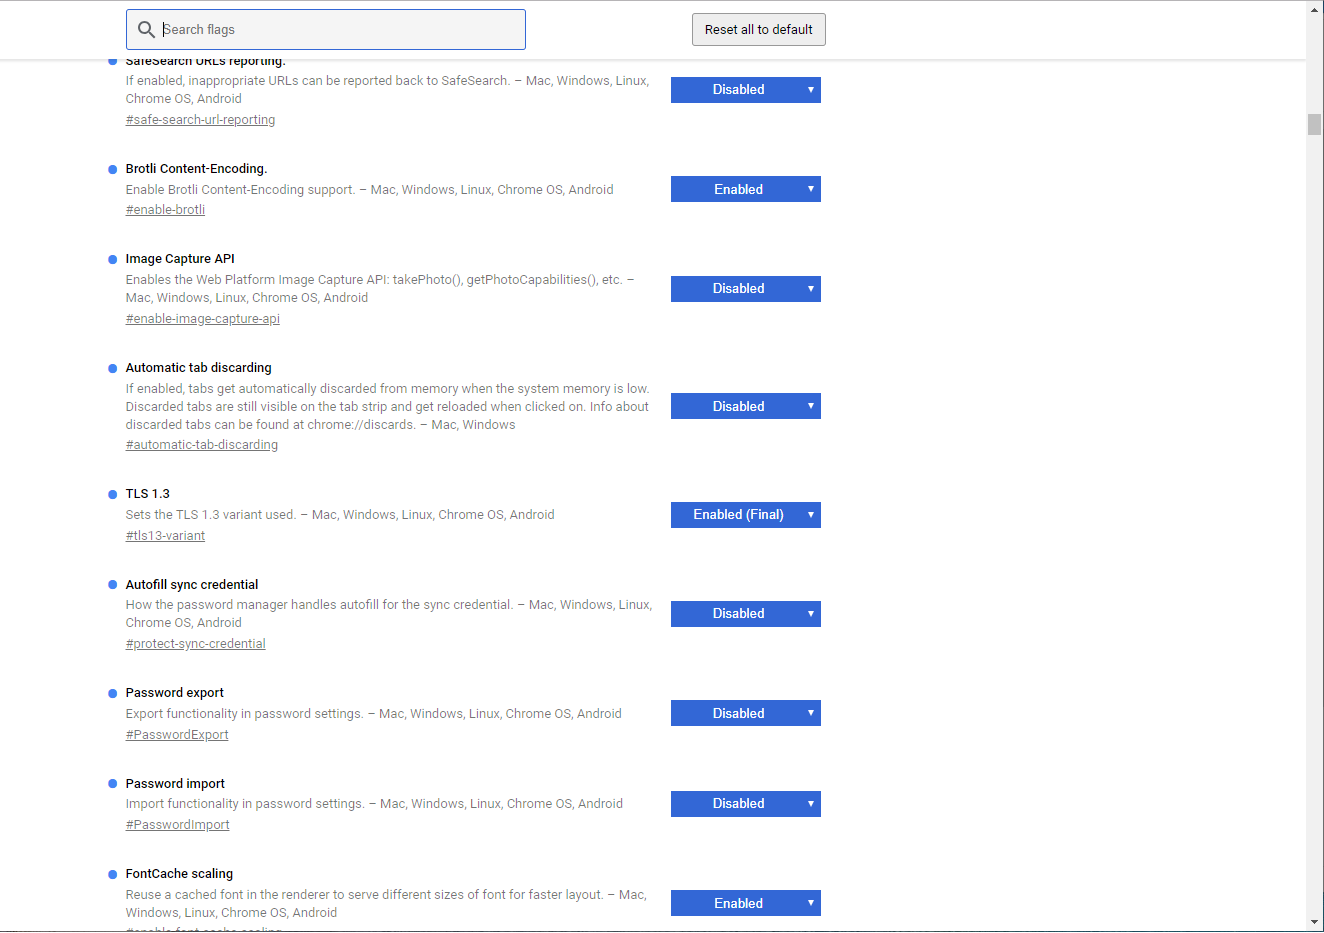 Search flags
Reset all to default
SafeSearch URLs reporting.
If enabled, inappropriate URLs can be reported back to SafeSearch. – Mac, Windows, Linux,
Chrome OS, Android
#safe-search-url-reporting
Disabled
Brotli Content-Encoding.
Enable Brotli Content-Encoding support. – Mac, Windows, Linux, Chrome OS, Android
#enable-brotli
Enabled
Image Capture API
Enables the Web Platform Image Capture API: takePhoto(), getPhotoCapabilities(), etc. –
Mac, Windows, Linux, Chrome OS, Android
#enable-image-capture-api
Disabled
Automatic tab discarding
If enabled, tabs get automatically discarded from memory when the system memory is low.
Discarded tabs are still visible on the tab strip and get reloaded when clicked on. Info about
discarded tabs can be found at chrome://discards. – Mac, Windows
#automatic-tab-discarding
Disabled
TLS 1.3
Sets the TLS 1.3 variant used. – Mac, Windows, Linux, Chrome OS, Android
#tls13-variant
Enabled (Final)
Autofill sync credential
How the password manager handles autofill for the sync credential. – Mac, Windows, Linux,
Chrome OS, Android
#protect-sync-credential
Disabled
Password export
Export functionality in password settings. – Mac, Windows, Linux, Chrome OS, Android
#PasswordExport
Disabled
Password import
Import functionality in password settings. – Mac, Windows, Linux, Chrome OS, Android
#PasswordImport
Disabled
FontCache scaling
Reuse a cached font in the renderer to serve different sizes of font for faster layout. – Mac,
Windows, Linux, Chrome OS, Android
#enable-font-cache-scaling
Enabled